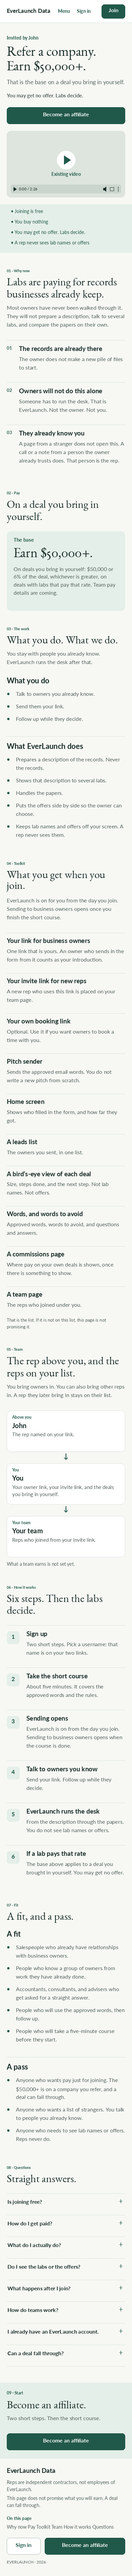 EverLaunch Data Menu Sign in Join
Invited by John
Refer a company.
Earn $50,000+.
That is the base on a deal you bring in yourself.
You may not get offer. Labs decide.
Become an affiliate
Existing video
0:00 / 2:26
• Joining is free
• You buy nothing
• You may not get offer. Labs decide.
• A rep never sees lab names or offers
01 · Why now
Labs are paying for records
businesses already keep.
Most owners have never been walked through it.
They will not prepare a description, talk to several
labs, and compare the papers on their own.
01 The records are already there
The owner does not make a new pile of files
to start.
02 Owners will not do this alone
Someone has to run the desk. That is
EverLaunch. Not the owner. Not you.
03 They already know you
A page from a stranger does not open this. A
call or a note from a person the owner
already trusts does. That person is the rep.
02 · Pay
On a deal you bring in
yourself.
The base
Earn $50,000+.
On deals you bring in yourself: $50,000 or
6% of the deal, whichever is greater, on
deals with labs that pay that rate. Team pay
details are coming.
03 · The work
What you do. What we do.
You stay with people you already know.
EverLaunch runs the desk after that.
What you do
• Talk to owners you already know.
• Send them your link.
• Follow up while they decide.
What EverLaunch does
• Prepares a description of the records. Never
the records.
• Shows that description to several labs.
• Handles the papers.
• Puts the offers side by side so the owner can
choose.
• Keeps lab names and offers off your screen. A
rep never sees them.
04 · Toolkit
What you get when you
join.
EverLaunch is on for you from the day you join.
Sending to business owners opens once you
finish the short course.
Your link for business owners
One link that is yours. An owner who sends in the
form from it counts as your introduction.
Your invite link for new reps
A new rep who uses this link is placed on your
team page.
Your own booking link
Optional. Use it if you want owners to book a
time with you.
Pitch sender
Sends the approved email words. You do not
write a new pitch from scratch.
Home screen
Shows who filled in the form, and how far they
got.
A leads list
The owners you sent, in one list.
A bird's-eye view of each deal
Size, steps done, and the next step. Not lab
names. Not offers.
Words, and words to avoid
Approved words, words to avoid, and questions
and answers.
A commissions page
Where pay on your own deals is shown, once
there is something to show.
A team page
The reps who joined under you.
That is the list. If it is not on this list, this page is not
promising it.
05 · Team
The rep above you, and the
reps on your list.
You bring owners in. You can also bring other reps
in. A rep they later bring in stays on their list.
Above you
John
The rep named on your link.
You
You
Your owner link, your invite link, and the deals
you bring in yourself.
Your team
Your team
Reps who joined from your invite link.
What a team earns is not set yet.
06 · How it works
Six steps. Then the labs
decide.
1 Sign up
Two short steps. Pick a username: that
name is on your two links.
2 Take the short course
About five minutes. It covers the
approved words and the rules.
3 Sending opens
EverLaunch is on from the day you join.
Sending to business owners opens when
the course is done.
4 Talk to owners you know
Send your link. Follow up while they
decide.
5 EverLaunch runs the desk
From the description through the papers.
You do not see lab names or offers.
6 If a lab pays that rate
The base above applies to a deal you
brought in yourself. You may not get offer.
07 · Fit
A fit, and a pass.
A fit
• Salespeople who already have relationships
with business owners.
• People who know a group of owners from
work they have already done.
• Accountants, consultants, and advisers who
get asked for a straight answer.
• People who will use the approved words, then
follow up.
• People who will take a five-minute course
before they start.
A pass
• Anyone who wants pay just for joining. The
$50,000+ is on a company you refer, and a
deal can fall through.
• Anyone who wants a list of strangers. You talk
to people you already know.
• Anyone who needs to see lab names or offers.
Reps never do.
08 · Questions
Straight answers.
Is joining free? +
How do I get paid? +
What do I actually do? +
Do I see the labs or the offers? +
What happens after I join? +
How do teams work? +
I already have an EverLaunch account. +
Can a deal fall through? +
09 · Start
Become an affiliate.
Two short steps. Then the short course.
Become an affiliate
EverLaunch Data
Reps are independent contractors, not employees of
EverLaunch.
This page does not promise what you will earn. A deal
can fall through.
On this page
Why now Pay Toolkit Team How it works Questions
Sign in Become an affiliate
EVERLAUNCH · 2026